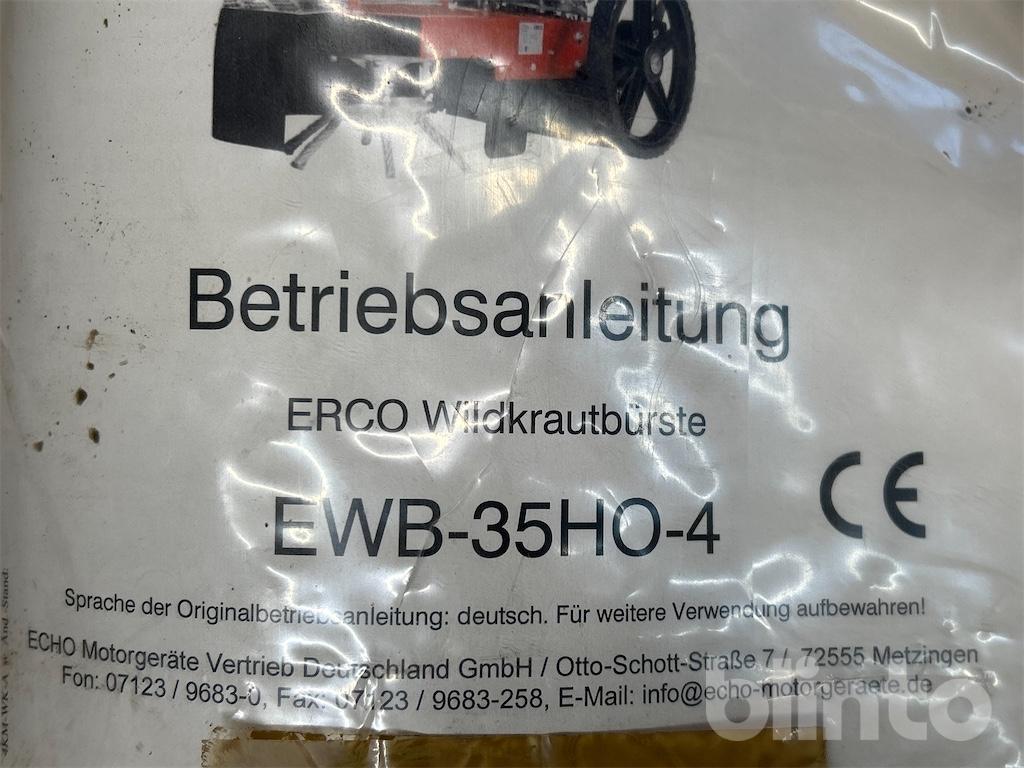 Betriebsanleitung
ERCO Wildkrautbürste
EWB-35HO-4
CE
Sprache der Originalbetriebsanleitung: deutsch. Für weitere Verwendung aufbewahren!
ECHO Motorgeräte Vertrieb Deutschland GmbH / Otto-Schott-Straße 7 / 72555 Metzingen
Fon: 07123 / 9683-0, Fax: 07123 / 9683-258, E-Mail: info@echo-motorgeraete.de
blinto